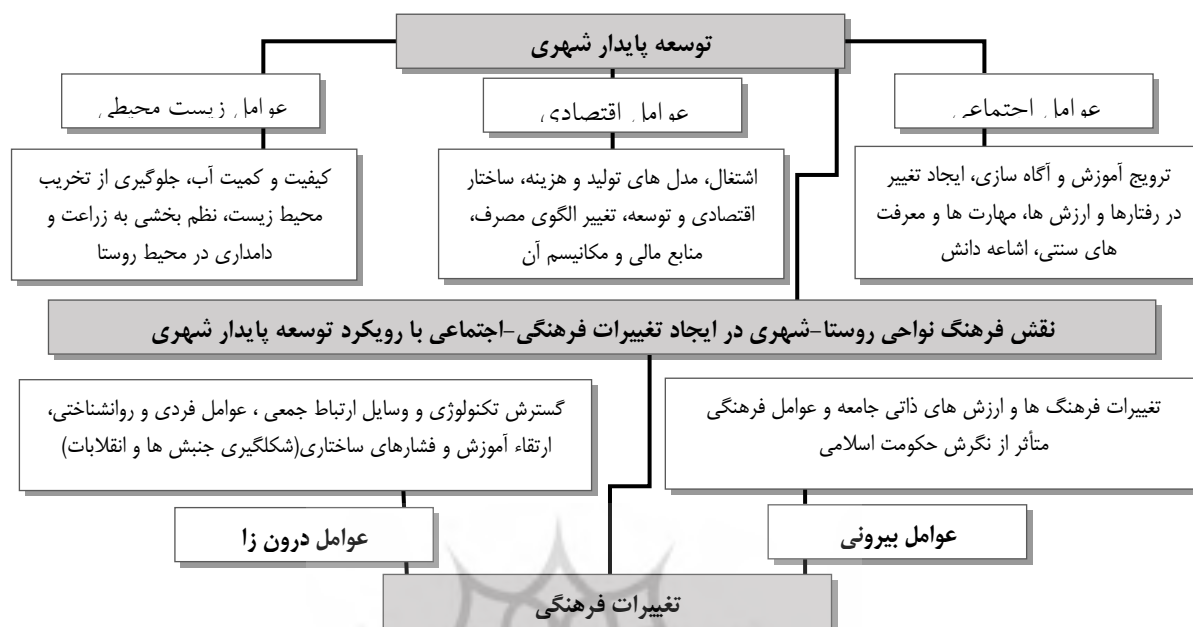 توسعه پایدار شهری
عوامل اجتماعی
عوامل اقتصادی
عوامل زیست محیطی
ترویج آموزش و آگاه سازی، ایجاد تغییر
در رفتارها و ارزش ها، مهارت ها و معرفت
های سنتی، اشاعه دانش
اشتغال، مدل های تولید و هزینه، ساختار
اقتصادی و توسعه، تغییر الگوی مصرف،
منابع مالی و مکانیسم آن
کیفیت و کمیت آب، جلوگیری از تخریب
محیط زیست، نظم بخشی به زراعت و
دامداری در محیط روستا
نقش فرهنگ نواحی روستا-شهری در ایجاد تغییرات فرهنگی-اجتماعی با رویکرد توسعه پایدار شهری
تغییرات فرهنگ ها و ارزش های ذاتی جامعه و عوامل فرهنگی
متأثر از نگرش حکومت اسلامی
گسترش تکنولوژی و وسایل ارتباط جمعی ، عوامل فردی و روانشناختی،
ارتقاء آموزش و فشارهای ساختاری(شکلگیری جنبش ها و انقلابات)
عوامل بیرونی
عوامل درون زا
تغییرات فرهنگی